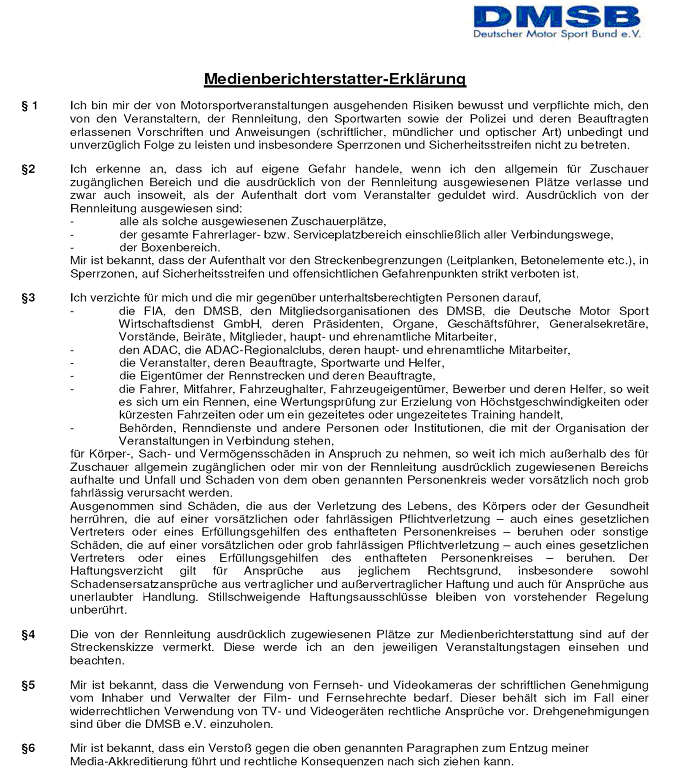 DMSB
Deutscher Motor Sport Bund e.V.
Medienberichterstatter-Erklärung
§ 1 Ich bin mir der von Motorsportveranstaltungen ausgehenden Risiken bewusst und verpflichte mich, den
von den Veranstaltern, der Rennleitung, den Sportwarten sowie der Polizei und deren Beauftragten
erlassenen Vorschriften und Anweisungen (schriftlicher, mündlicher und optischer Art) unbedingt und
unverzüglich Folge zu leisten und insbesondere Sperrzonen und Sicherheitsstreifen nicht zu betreten.
§2 Ich erkenne an, dass ich auf eigene Gefahr handele, wenn ich den allgemein für Zuschauer
zugänglichen Bereich und die ausdrücklich von der Rennleitung ausgewiesenen Plätze verlasse und
zwar auch insoweit, als der Aufenthalt dort vom Veranstalter geduldet wird. Ausdrücklich von der
Rennleitung ausgewiesen sind:
- alle als solche ausgewiesenen Zuschauerplätze,
- der gesamte Fahrerlager- bzw. Serviceplatzbereich einschließlich aller Verbindungswege,
- der Boxenbereich.
Mir ist bekannt, dass der Aufenthalt vor den Streckenbegrenzungen (Leitplanken, Betonelemente etc.), in
Sperrzonen, auf Sicherheitsstreifen und offensichtlichen Gefahrenpunkten strikt verboten ist.
§3 Ich verzichte für mich und die mir gegenüber unterhaltsberechtigten Personen darauf,
- die FIA, den DMSB, den Mitgliedsorganisationen des DMSB, die Deutsche Motor Sport
Wirtschaftsdienst GmbH, deren Präsidenten, Organe, Geschäftsführer, Generalsekretäre,
Vorstände, Beiräte, Mitglieder, haupt- und ehrenamtliche Mitarbeiter,
- den ADAC, die ADAC-Regionalclubs, deren haupt- und ehrenamtliche Mitarbeiter,
- die Veranstalter, deren Beauftragte, Sportwarte und Helfer,
- die Eigentümer der Rennstrecken und deren Beauftragte,
- die Fahrer, Mitfahrer, Fahrzeughalter, Fahrzeugeigentümer, Bewerber und deren Helfer, so weit
es sich um ein Rennen, eine Wertungsprüfung zur Erzielung von Höchstgeschwindigkeiten oder
kürzesten Fahrzeiten oder um ein gezeitetes oder ungezeitetes Training handelt,
- Behörden, Renndienste und andere Personen oder Institutionen, die mit der Organisation der
Veranstaltungen in Verbindung stehen,
für Körper-, Sach- und Vermögensschäden in Anspruch zu nehmen, so weit ich mich außerhalb des für
Zuschauer allgemein zugänglichen oder mir von der Rennleitung ausdrücklich zugewiesenen Bereichs
aufhalte und Unfall und Schaden von dem oben genannten Personenkreis weder vorsätzlich noch grob
fahrlässig verursacht werden.
Ausgenommen sind Schäden, die aus der Verletzung des Lebens, des Körpers oder der Gesundheit
herrühren, die auf einer vorsätzlichen oder fahrlässigen Pflichtverletzung – auch eines gesetzlichen
Vertreters oder eines Erfüllungsgehilfen des enthafteten Personenkreises – beruhen oder sonstige
Schäden, die auf einer vorsätzlichen oder grob fahrlässigen Pflichtverletzung – auch eines gesetzlichen
Vertreters oder eines Erfüllungsgehilfen des enthafteten Personenkreises – beruhen. Der
Haftungsverzicht gilt für Ansprüche aus jeglichem Rechtsgrund, insbesondere sowohl
Schadensersatzansprüche aus vertraglicher und außervertraglicher Haftung und auch für Ansprüche aus
unerlaubter Handlung. Stillschweigende Haftungsausschlüsse bleiben von vorstehender Regelung
unberührt.
§4 Die von der Rennleitung ausdrücklich zugewiesenen Plätze zur Medienberichterstattung sind auf der
Streckenskizze vermerkt. Diese werde ich an den jeweiligen Veranstaltungstagen einsehen und
beachten.
§5 Mir ist bekannt, dass die Verwendung von Fernseh- und Videokameras der schriftlichen Genehmigung
vom Inhaber und Verwalter der Film- und Fernsehrechte bedarf. Dieser behält sich im Fall einer
widerrechtlichen Verwendung von TV- und Videogeräten rechtliche Ansprüche vor. Drehgenehmigungen
sind über die DMSB e.V. einzuholen.
§6 Mir ist bekannt, dass ein Verstoß gegen die oben genannten Paragraphen zum Entzug meiner
Media-Akkreditierung führt und rechtliche Konsequenzen nach sich ziehen kann.